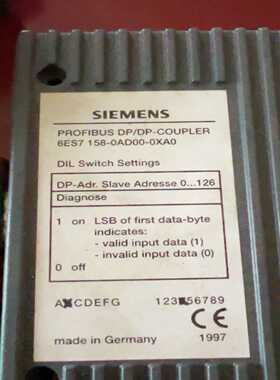 SIEMENS
PROFIBUS DP/DP-COUPLER
6ES7 158-0AD00-0XA0
DIL Switch Settings
DP-Adr. Slave Adresse 0...126
Diagnose
1 on LSB of first data-byte
indicates:
- valid input data (1)
- invalid input data (0)
0 off
A CDEFG 123 56789
CE
made in Germany 1997